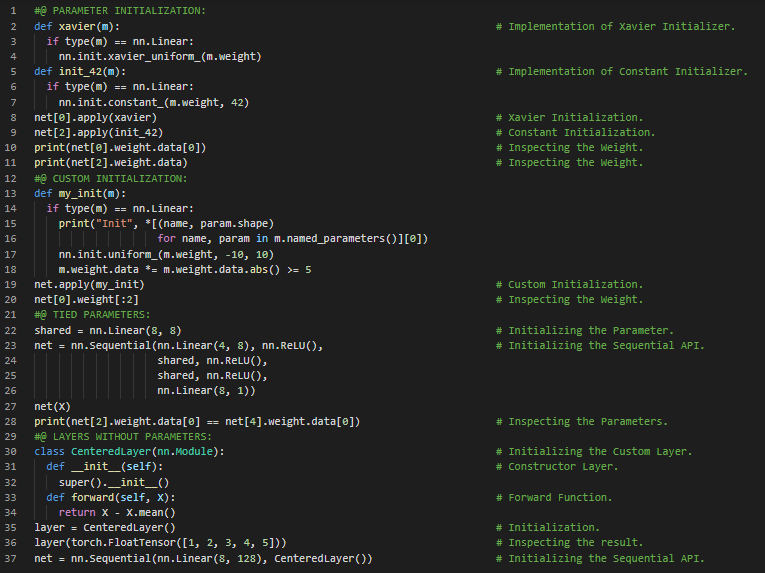 1 #@ PARAMETER INITIALIZATION:
2 def xavier(m): # Implementation of Xavier Initializer.
3 if type(m) == nn.Linear:
4 nn.init.xavier_uniform_(m.weight)
5 def init_42(m): # Implementation of Constant Initializer.
6 if type(m) == nn.Linear:
7 nn.init.constant_(m.weight, 42)
8 net[0].apply(xavier) # Xavier Initialization.
9 net[2].apply(init_42) # Constant Initialization.
10 print(net[0].weight.data[0]) # Inspecting the Weight.
11 print(net[2].weight.data) # Inspecting the Weight.
12 #@ CUSTOM INITIALIZATION:
13 def my_init(m):
14 if type(m) == nn.Linear:
15 print("Init", *[(name, param.shape)
16 for name, param in m.named_parameters()][0])
17 nn.init.uniform_(m.weight, -10, 10)
18 m.weight.data *= m.weight.data.abs() >= 5
19 net.apply(my_init) # Custom Initialization.
20 net[0].weight[:2] # Inspecting the Weight.
21 #@ TIED PARAMETERS:
22 shared = nn.Linear(8, 8) # Initializing the Parameter.
23 net = nn.Sequential(nn.Linear(4, 8), nn.ReLU(), # Initializing the Sequential API.
24 shared, nn.ReLU(),
25 shared, nn.ReLU(),
26 nn.Linear(8, 1))
27 net(X)
28 print(net[2].weight.data[0] == net[4].weight.data[0]) # Inspecting the Parameters.
29 #@ LAYERS WITHOUT PARAMETERS:
30 class CenteredLayer(nn.Module): # Initializing the Custom Layer.
31 def __init__(self): # Constructor Layer.
32 super().__init__()
33 def forward(self, X): # Forward Function.
34 return X - X.mean()
35 layer = CenteredLayer() # Initialization.
36 layer(torch.FloatTensor([1, 2, 3, 4, 5])) # Inspecting the result.
37 net = nn.Sequential(nn.Linear(8, 128), CenteredLayer()) # Initializing the Sequential API.